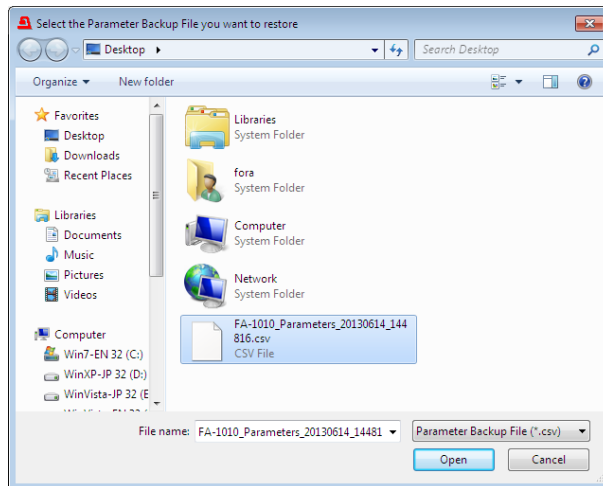 Select the Parameter Backup File you want to restore
Desktop
Search Desktop
Organize
New folder
Favorites
Desktop
Downloads
Recent Places
Libraries
Documents
Music
Pictures
Videos
Computer
Win7-EN 32 (C:)
WinXP-JP 32 (D:)
WinVista-JP 32 (E
Libraries
System Folder
fora
System Folder
Computer
System Folder
Network
System Folder
FA-1010_Parameters_20130614_144
816.csv
CSV File
File name: FA-1010_Parameters_20130614_14481
Parameter Backup File (*.csv)
Open
Cancel